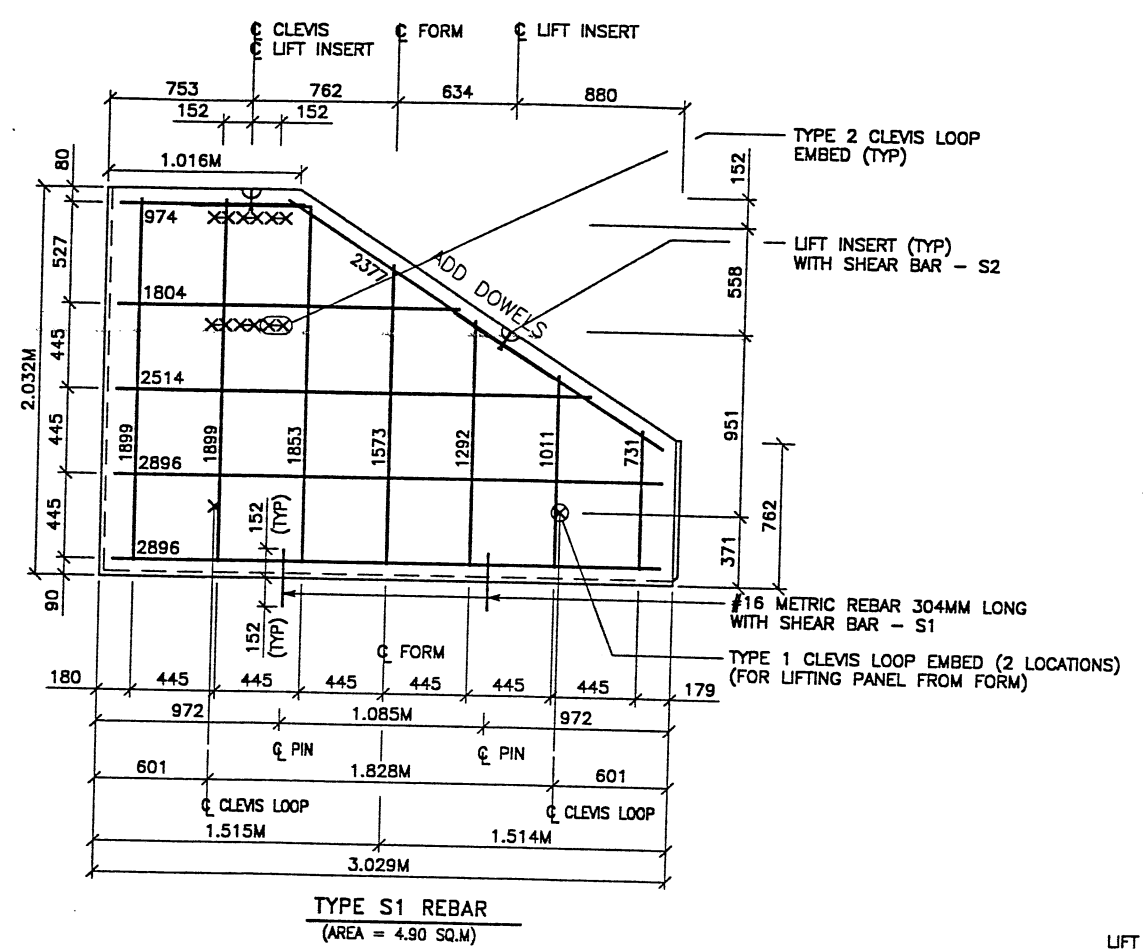 ℄ CLEVIS
℄ LIFT INSERT
℄ FORM
℄ LIFT INSERT
753
762
634
880
152
152
TYPE 2 CLEVIS LOOP
EMBED (TYP)
80
1.016M
152
974
527
2377
ADD DOWELS
LIFT INSERT (TYP)
WITH SHEAR BAR – S2
558
1804
445
2.032M
2514
445
1899
1899
1853
1573
1292
1011
731
951
2896
445
152
(TYP)
762
371
2896
90
152
(TYP)
#16 METRIC REBAR 304MM LONG
WITH SHEAR BAR – S1
℄ FORM
TYPE 1 CLEVIS LOOP EMBED (2 LOCATIONS)
(FOR LIFTING PANEL FROM FORM)
180
445
445
445
445
445
445
179
972
1.085M
972
℄ PIN
℄ PIN
601
1.828M
601
℄ CLEVIS LOOP
℄ CLEVIS LOOP
1.515M
1.514M
3.029M
TYPE S1 REBAR
(AREA = 4.90 SQ.M)
LIFT